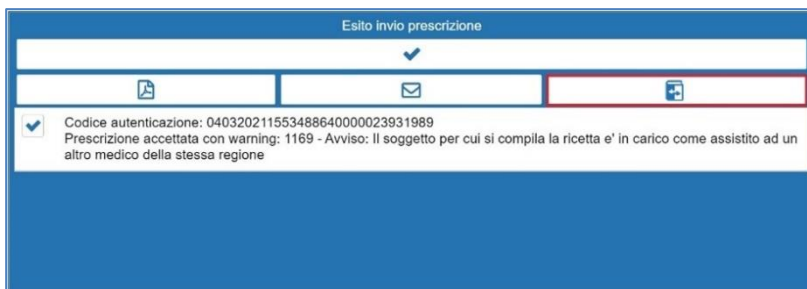 Esito invio prescrizione
Codice autenticazione: 040320211553488640000023931989
Prescrizione accettata con warning: 1169 - Avviso: Il soggetto per cui si compila la ricetta e' in carico come assistito ad un
altro medico della stessa regione